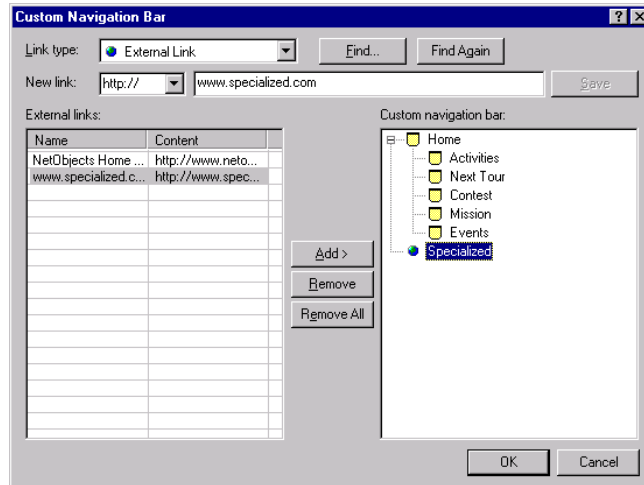 Custom Navigation Bar
Link type: External Link Find... Find Again
New link: http:// www.specialized.com Save
External links: Custom navigation bar:
Name Content
NetObjects Home ... http://www.neto...
www.specialized.c... http://www.spec...
Home
Activities
Next Tour
Contest
Mission
Events
Specialized
Add >
Remove
Remove All
OK Cancel